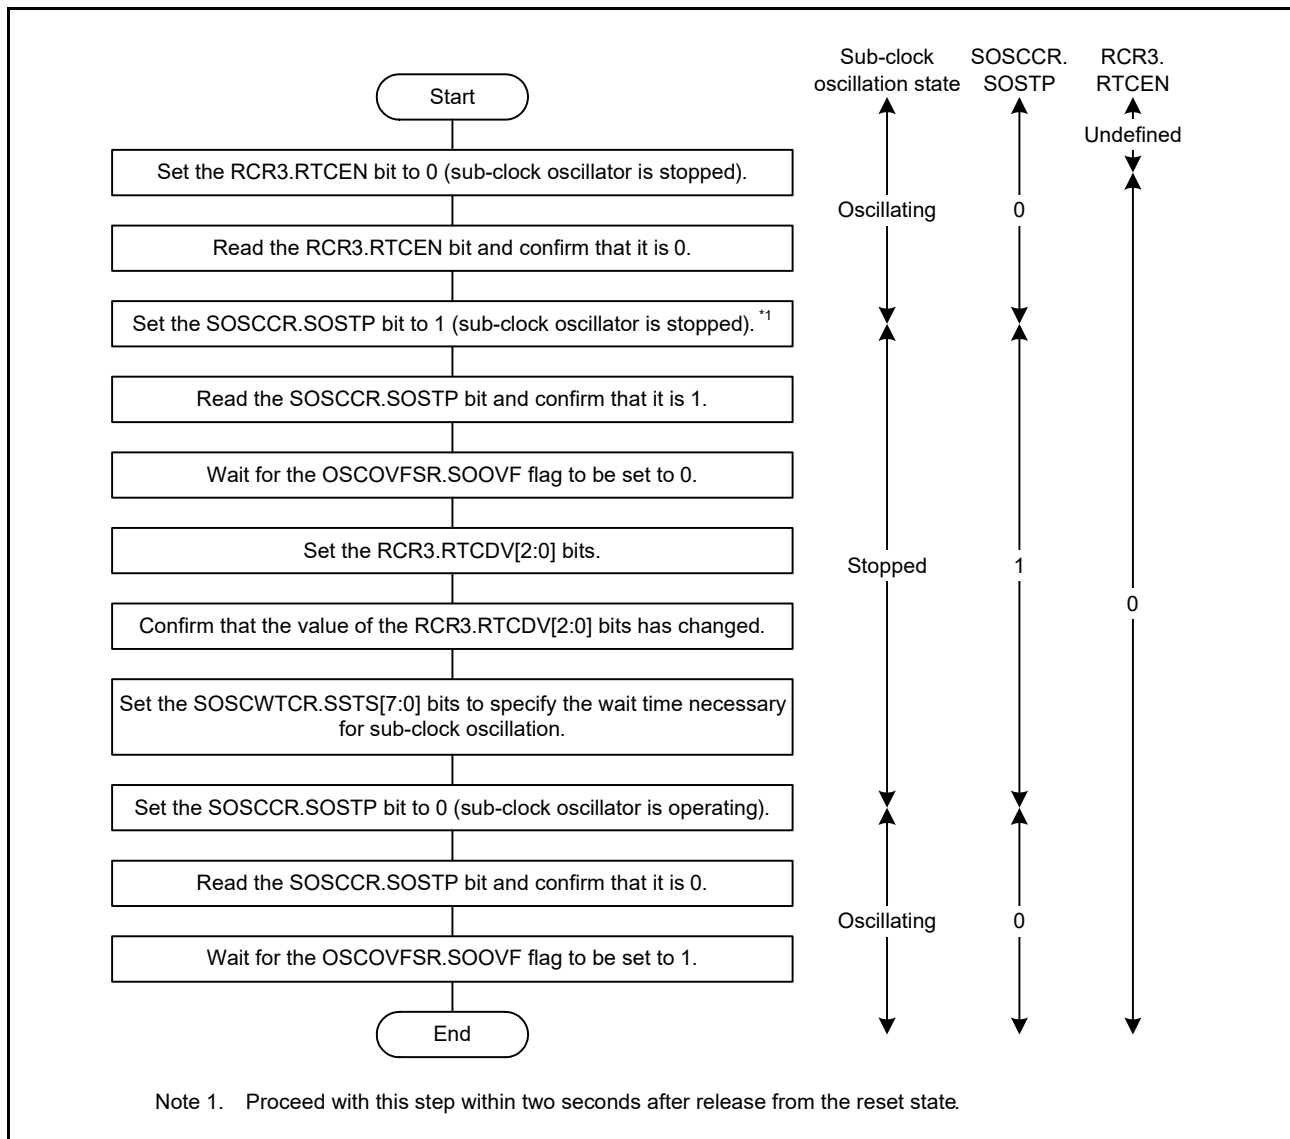 Sub-clock oscillation state
SOSCCR. SOSTP
RCR3. RTCEN
Start
Undefined
Set the RCR3.RTCEN bit to 0 (sub-clock oscillator is stopped).
Oscillating
0
Read the RCR3.RTCEN bit and confirm that it is 0.
Set the SOSCCR.SOSTP bit to 1 (sub-clock oscillator is stopped). *1
Read the SOSCCR.SOSTP bit and confirm that it is 1.
Wait for the OSCOVFSR.SOOVF flag to be set to 0.
Set the RCR3.RTCDV[2:0] bits.
Stopped
1
0
Confirm that the value of the RCR3.RTCDV[2:0] bits has changed.
Set the SOSCWTCR.SSTS[7:0] bits to specify the wait time necessary
for sub-clock oscillation.
Set the SOSCCR.SOSTP bit to 0 (sub-clock oscillator is operating).
Read the SOSCCR.SOSTP bit and confirm that it is 0.
Oscillating
0
Wait for the OSCOVFSR.SOOVF flag to be set to 1.
End
Note 1. Proceed with this step within two seconds after release from the reset state.